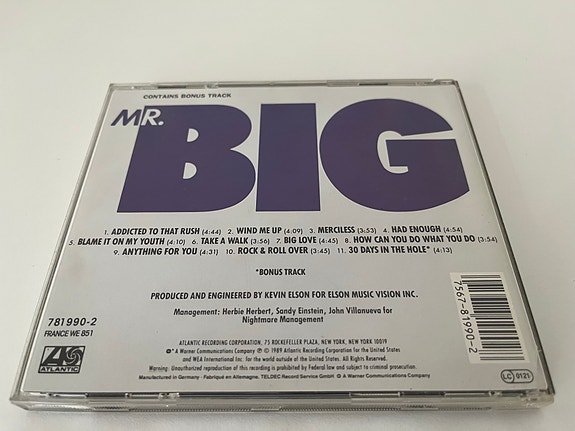 CONTAINS BONUS TRACK
MR.
BIG
1. ADDICTED TO THAT RUSH (4:44) 2. WIND ME UP (4:09) 3. MERCILESS (3:53) 4. HAD ENOUGH (4:54)
5. BLAME IT ON MY YOUTH (4:10) 6. TAKE A WALK (3:56) 7. BIG LOVE (4:45) 8. HOW CAN YOU DO WHAT YOU DO (3:54)
9. ANYTHING FOR YOU (4:31) 10. ROCK & ROLL OVER (3:45) 11. 30 DAYS IN THE HOLE* (4:13)
*BONUS TRACK
PRODUCED AND ENGINEERED BY KEVIN ELSON FOR ELSON MUSIC VISION INC.
Management: Herbie Herbert, Sandy Einstein, John Villanueva for
Nightmare Management
781990-2
FRANCE WE 851
ATLANTIC
ATLANTIC RECORDING CORPORATION, 75 ROCKEFELLER PLAZA, NEW YORK, NEW YORK 10019
A Warner Communications Company ℗ © 1989 Atlantic Recording Corporation for the United States
and WEA International Inc. for the world outside of the United States. All Rights Reserved.
Warning: Unauthorized reproduction of this recording is prohibited by Federal law and subject to criminal prosecution.
Manufactured in Germany · Fabriqué en Allemagne, TELDEC Record Service GmbH A Warner Communications Company
7567-81990-2
LC 0121